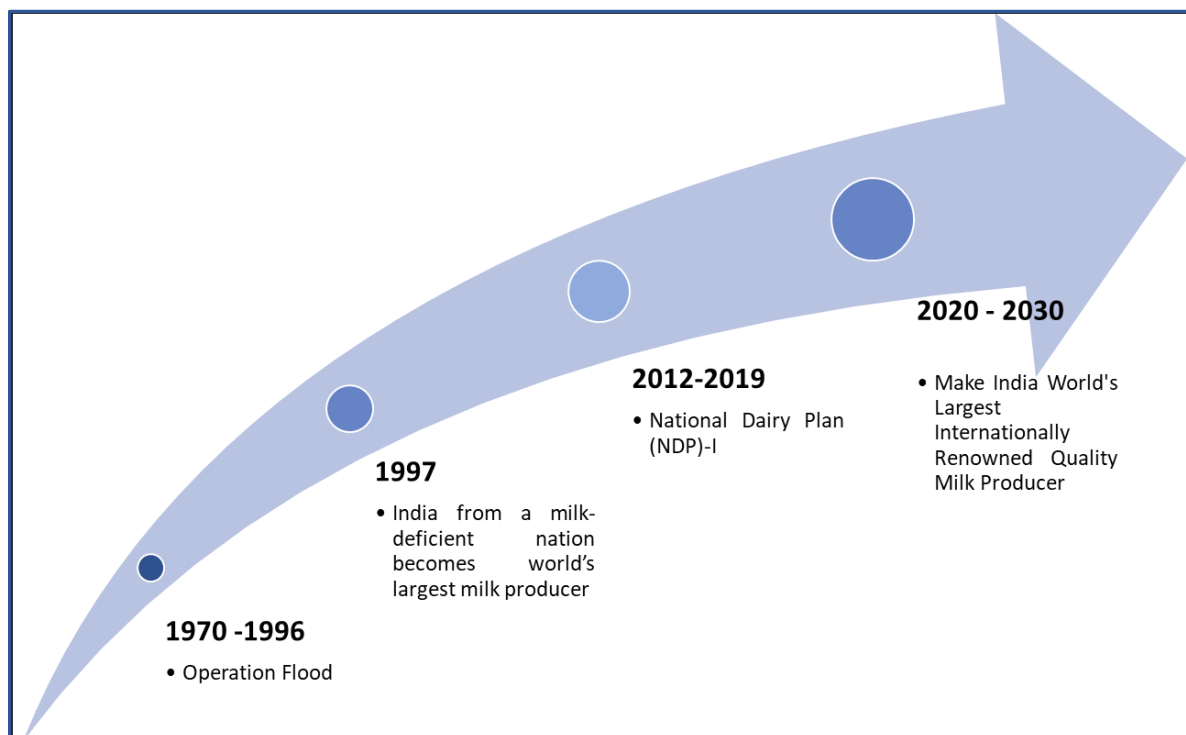 1970 -1996
• Operation Flood
1997
• India from a milk-
deficient nation
becomes world’s
largest milk producer
2012-2019
• National Dairy Plan
(NDP)-I
2020 - 2030
• Make India World's
Largest
Internationally
Renowned Quality
Milk Producer